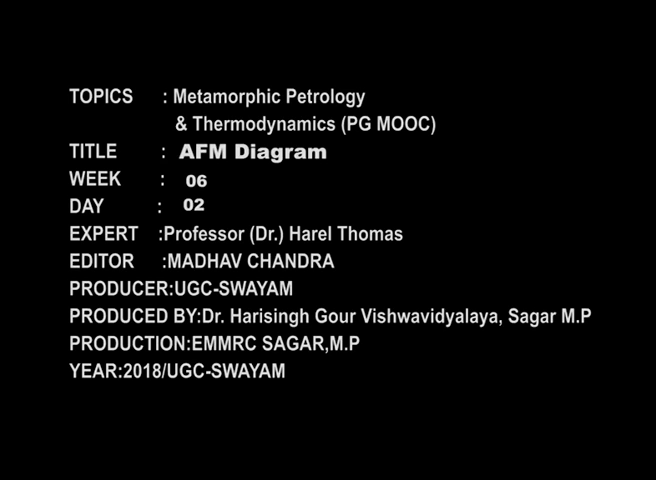 TOPICS : Metamorphic Petrology
& Thermodynamics (PG MOOC)
TITLE : AFM Diagram
WEEK : 06
DAY : 02
EXPERT :Professor (Dr.) Harel Thomas
EDITOR :MADHAV CHANDRA
PRODUCER:UGC-SWAYAM
PRODUCED BY:Dr. Harisingh Gour Vishwavidyalaya, Sagar M.P
PRODUCTION:EMMRC SAGAR,M.P
YEAR:2018/UGC-SWAYAM